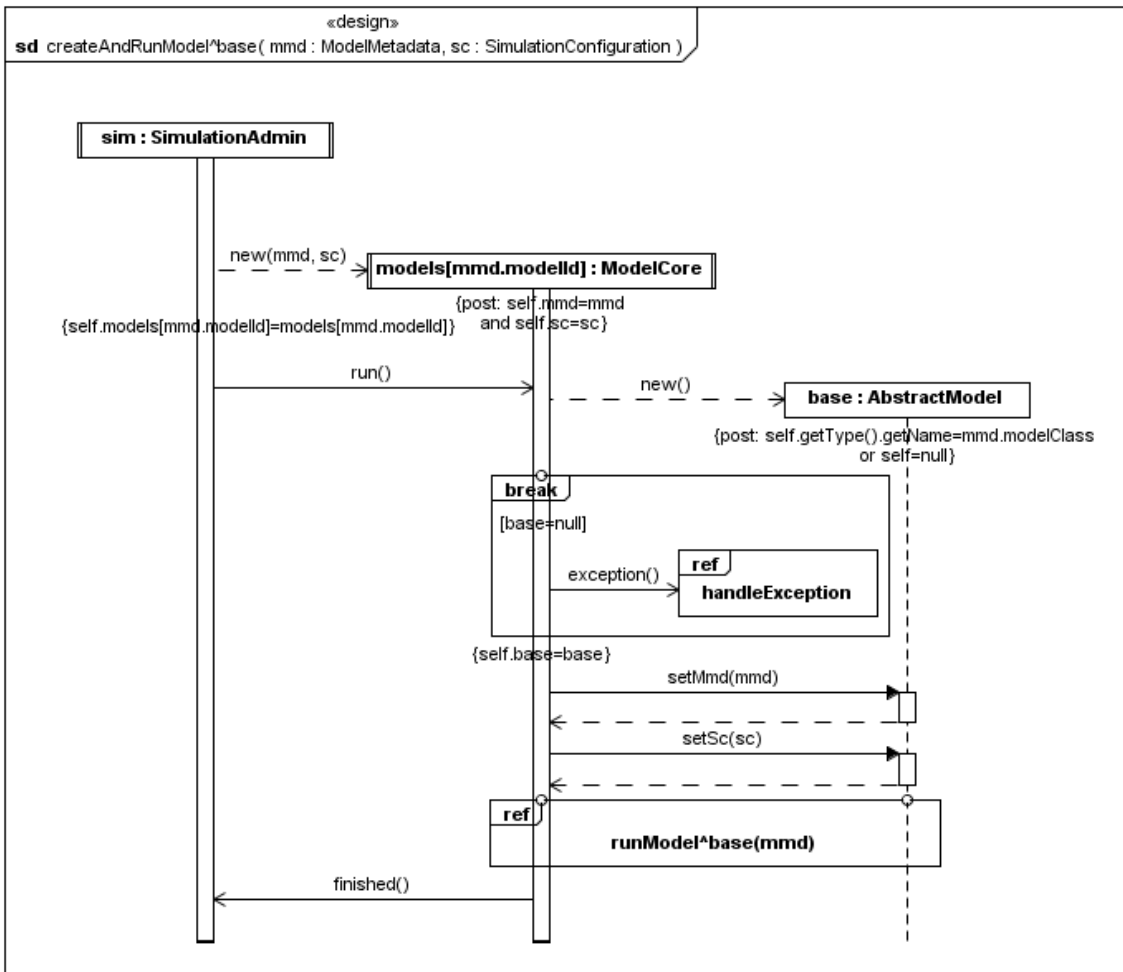 «design»
sd createAndRunModel^base( mmd : ModelMetadata, sc : SimulationConfiguration )
sim : SimulationAdmin
new(mmd, sc)
models[mmd.modelId] : ModelCore
{post: self.mmd=mmd
and self.sc=sc}
{self.models[mmd.modelId]=models[mmd.modelId]}
run()
new()
base : AbstractModel
{post: self.getType().getName=mmd.modelClass
or self=null}
break
[base=null]
ref
exception()
handleException
{self.base=base}
setMmd(mmd)
setSc(sc)
ref
runModel^base(mmd)
finished()